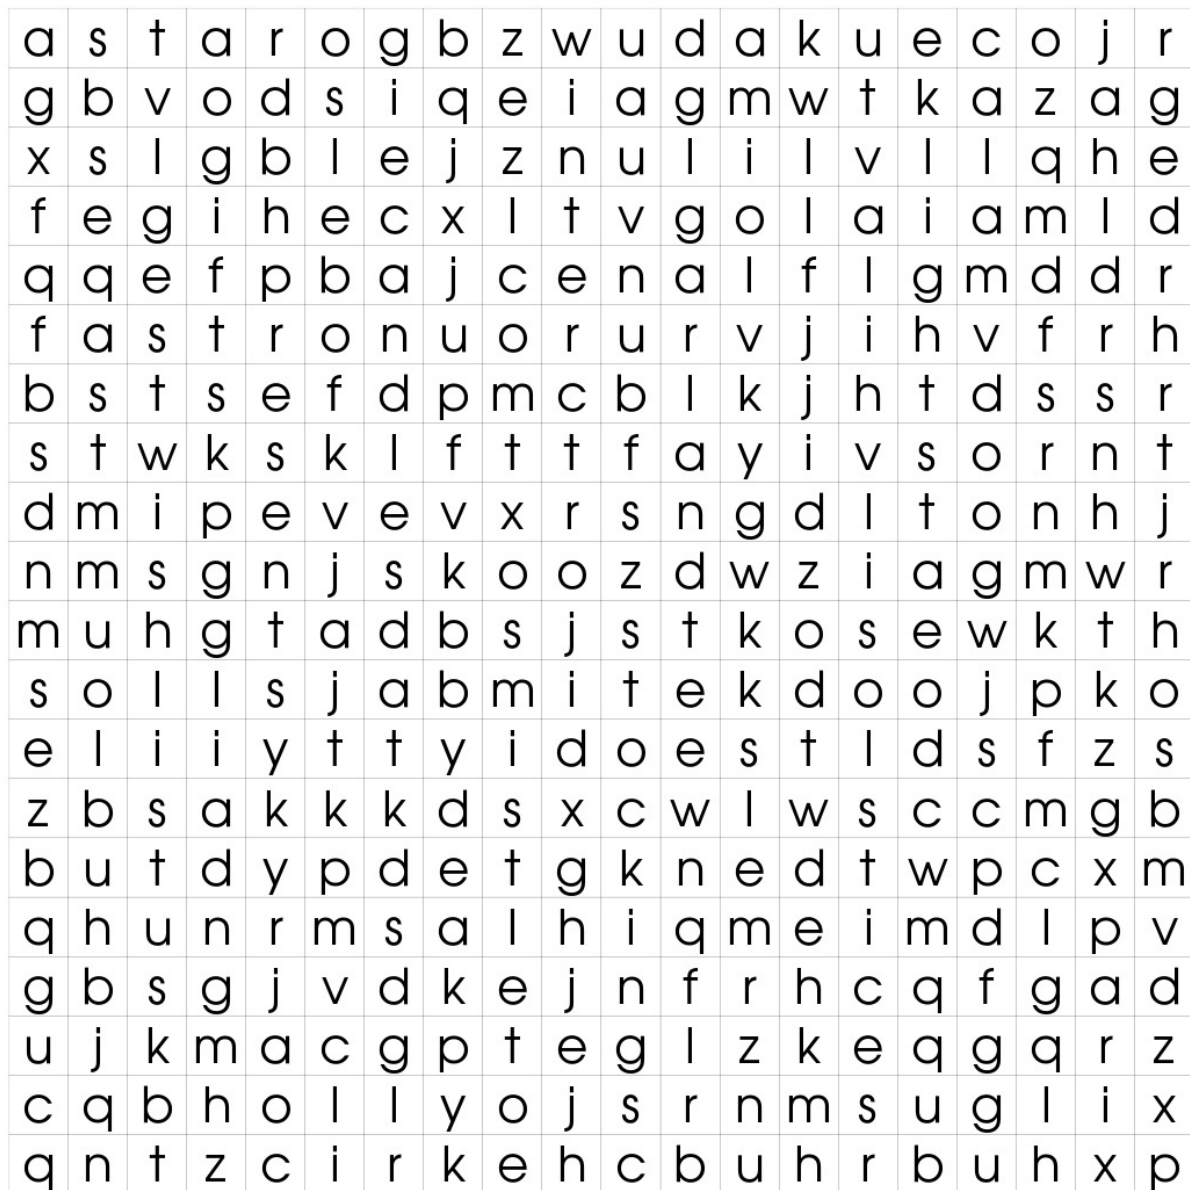 a s t a r o g b z w u d a k u e c o j r
g b v o d s i q e i a g m w t k a z a g
x s l g b l e j z n u l i l v l l q h e
f e g i h e c x l t v g o l a i a m l d
q q e f p b a j c e n a l f l g m d d r
f a s t r o n u o r u r v j i h v f r h
b s t s e f d p m c b l k j h t d s s r
s t w k s k l f t t f a y i v s o r n t
d m i p e v e v x r s n g d l t o n h j
n m s g n j s k o o z d w z i a g m w r
m u h g t a d b s j s t k o s e w k t h
s o l l s j a b m i t e k d o o j p k o
e l i i y t t y i d o e s t l d s f z s
z b s a k k k d s x c w l w s c c m g b
b u t d y p d e t g k n e d t w p c x m
q h u n r m s a l h i q m e i m d l p v
g b s g j v d k e j n f r h c q f g a d
u j k m a c g p t e g l z k e q g q r z
c q b h o l l y o j s r n m s u g l i x
q n t z c i r k e h c b u h r b u h x p